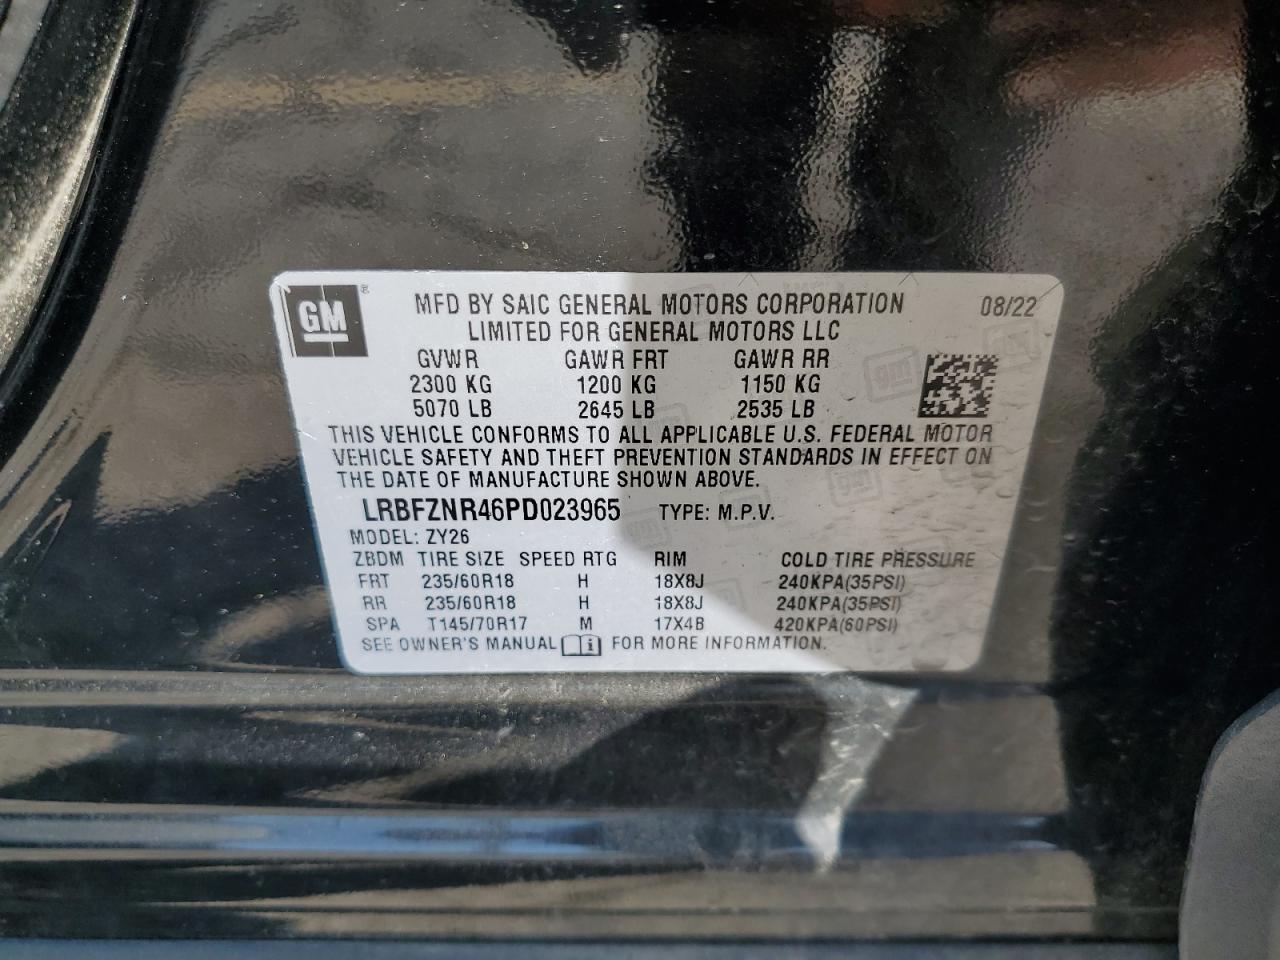 GM®
MFD BY SAIC GENERAL MOTORS CORPORATION 08/22
LIMITED FOR GENERAL MOTORS LLC
GVWR GAWR FRT GAWR RR
2300 KG 1200 KG 1150 KG
5070 LB 2645 LB 2535 LB
THIS VEHICLE CONFORMS TO ALL APPLICABLE U.S. FEDERAL MOTOR
VEHICLE SAFETY AND THEFT PREVENTION STANDARDS IN EFFECT ON
THE DATE OF MANUFACTURE SHOWN ABOVE.
LRBFZNR46PD023965 TYPE: M.P.V.
MODEL: ZY26
ZBDM TIRE SIZE SPEED RTG RIM COLD TIRE PRESSURE
FRT 235/60R18 H 18X8J 240KPA(35PSI)
RR 235/60R18 H 18X8J 240KPA(35PSI)
SPA T145/70R17 M 17X4B 420KPA(60PSI)
SEE OWNER'S MANUAL i FOR MORE INFORMATION.